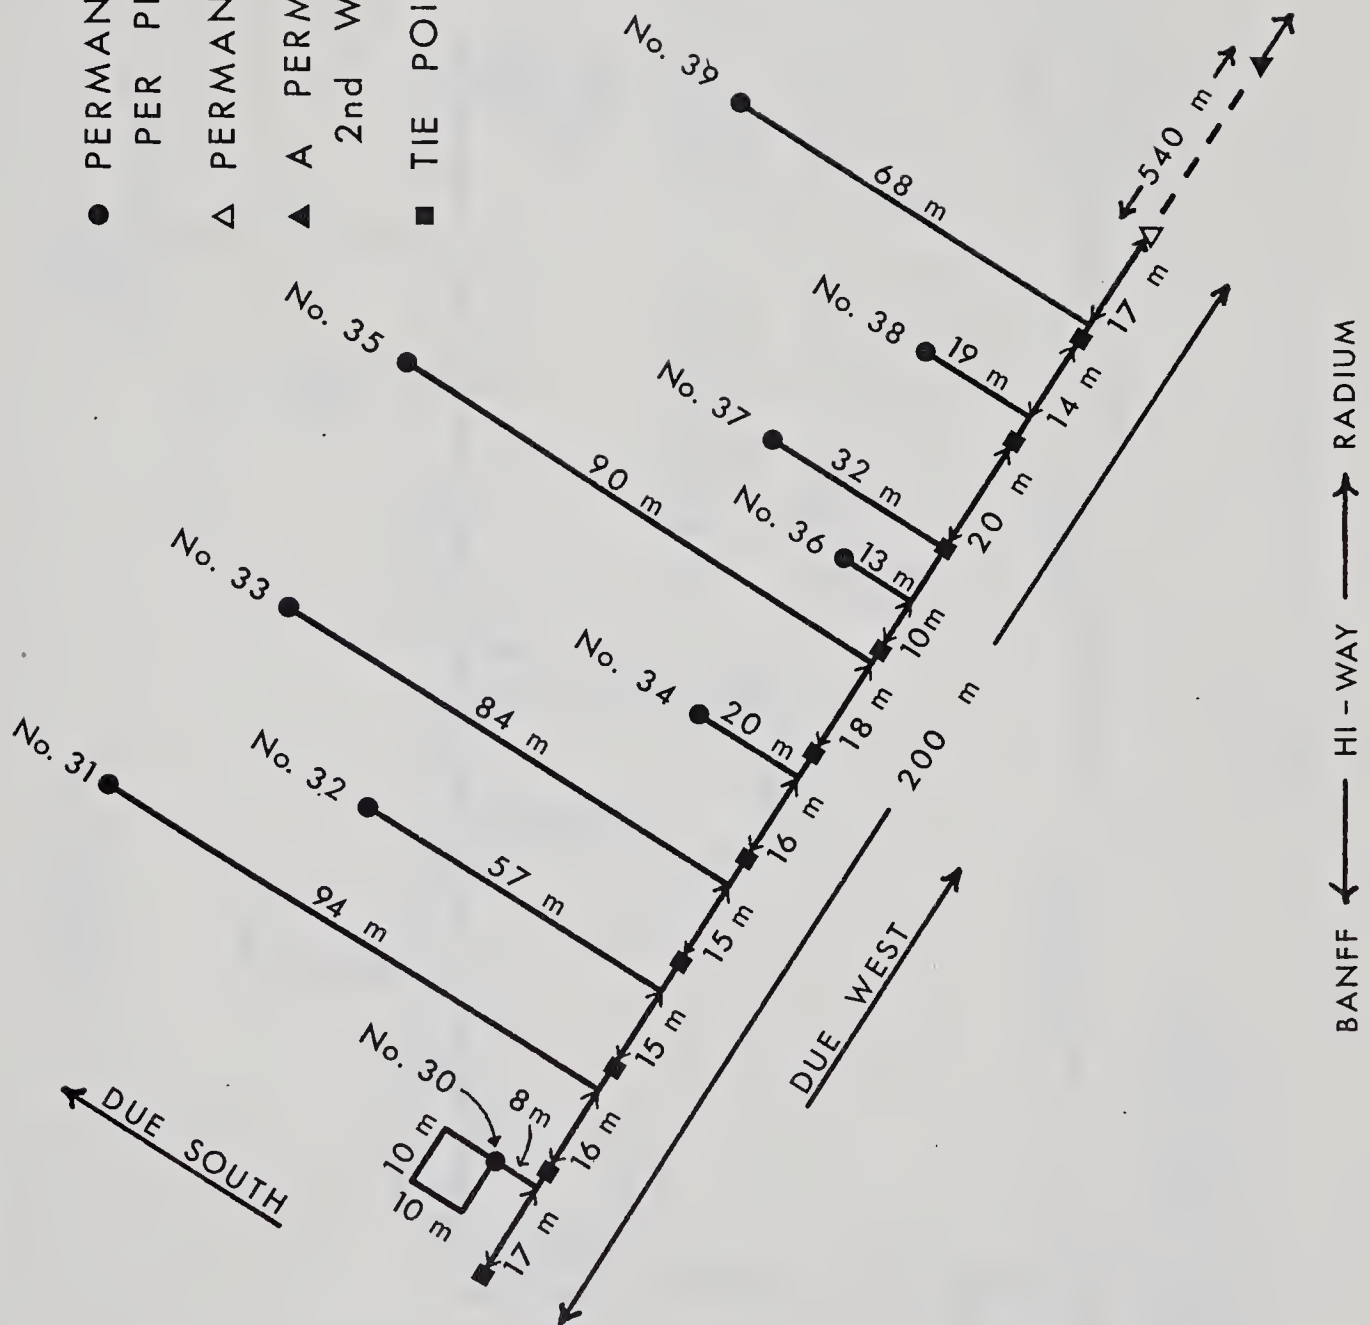 ● PERMAN
PER P
△ PERMAN
▲ A PERM
2nd W
■ TIE POI
No. 39
68 m
540 m
No. 38
19 m
17 m
No. 35
90 m
No. 37
32 m
14 m
No. 36
13 m
20 m
No. 33
84 m
No. 34
20 m
10m
18 m
200 m
No. 31
94 m
No. 32
57 m
16 m
15 m
15 m
No. 30
8m
10 m
10 m
16 m
17 m
DUE SOUTH
DUE WEST
BANFF ← HI-WAY → RADIUM